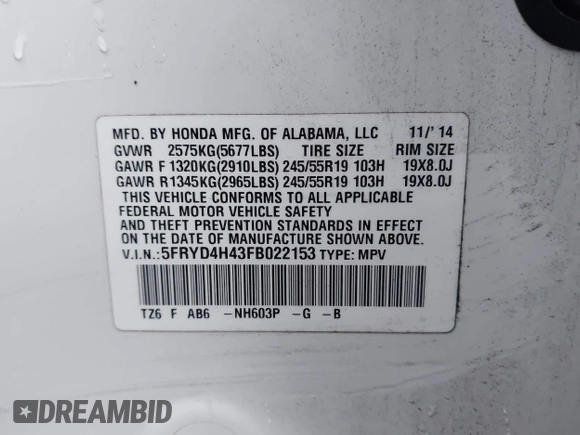 MFD. BY HONDA MFG. OF ALABAMA, LLC 11/'14
GVWR 2575KG(5677LBS) TIRE SIZE RIM SIZE
GAWR F 1320KG(2910LBS) 245/55R19 103H 19X8.0J
GAWR R1345KG(2965LBS) 245/55R19 103H 19X8.0J
THIS VEHICLE CONFORMS TO ALL APPLICABLE
FEDERAL MOTOR VEHICLE SAFETY
AND THEFT PREVENTION STANDARDS IN EFFECT
ON THE DATE OF MANUFACTURE SHOWN ABOVE.
V.I.N.:5FRYD4H43FB022153 TYPE: MPV
TZ6 F AB6 -NH603P -G -B
DREAMBID